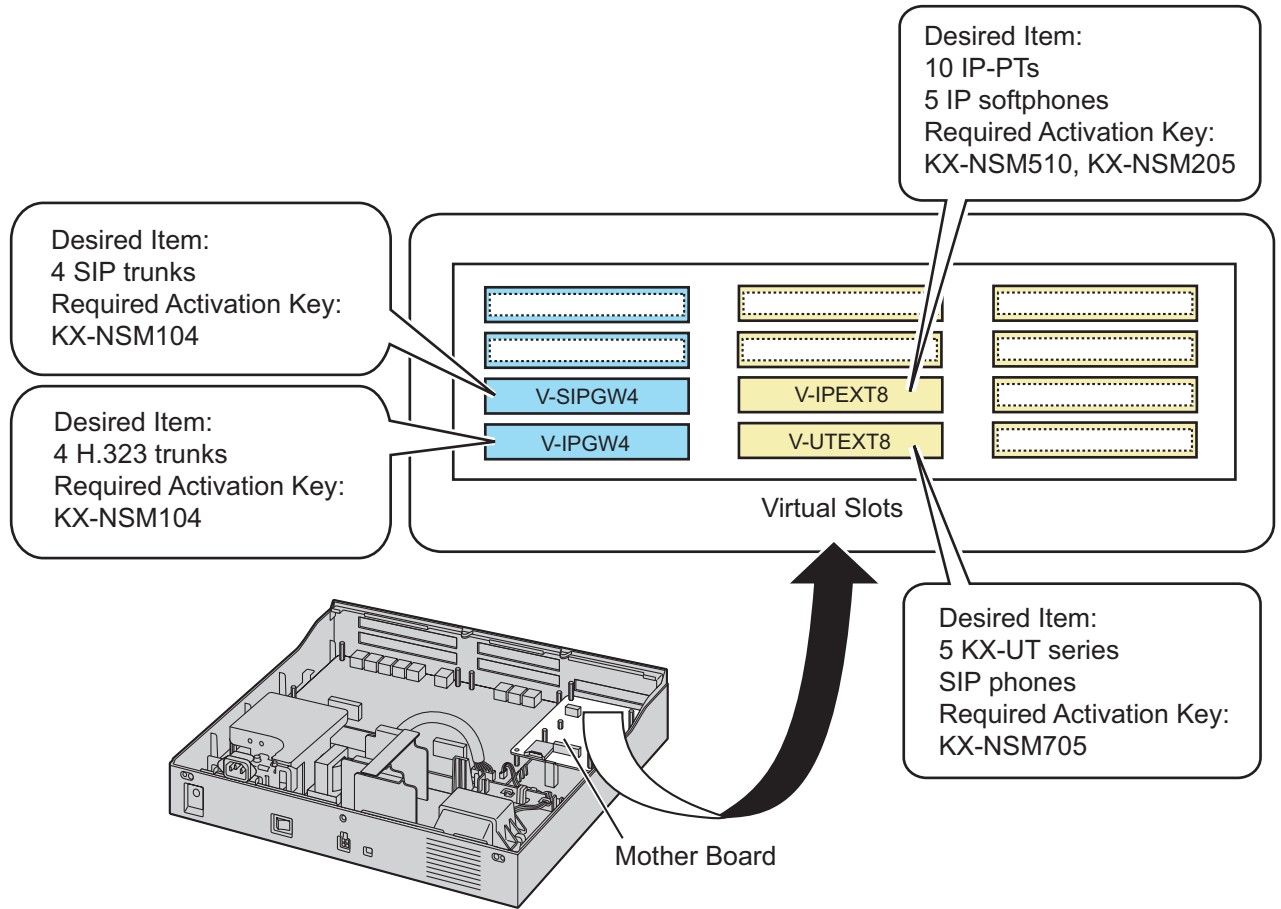 Desired Item:
10 IP-PTs
5 IP softphones
Required Activation Key:
KX-NSM510, KX-NSM205
Desired Item:
4 SIP trunks
Required Activation Key:
KX-NSM104
Desired Item:
4 H.323 trunks
Required Activation Key:
KX-NSM104
V-SIPGW4
V-IPEXT8
V-IPGW4
V-UTEXT8
Virtual Slots
Desired Item:
5 KX-UT series
SIP phones
Required Activation Key:
KX-NSM705
Mother Board